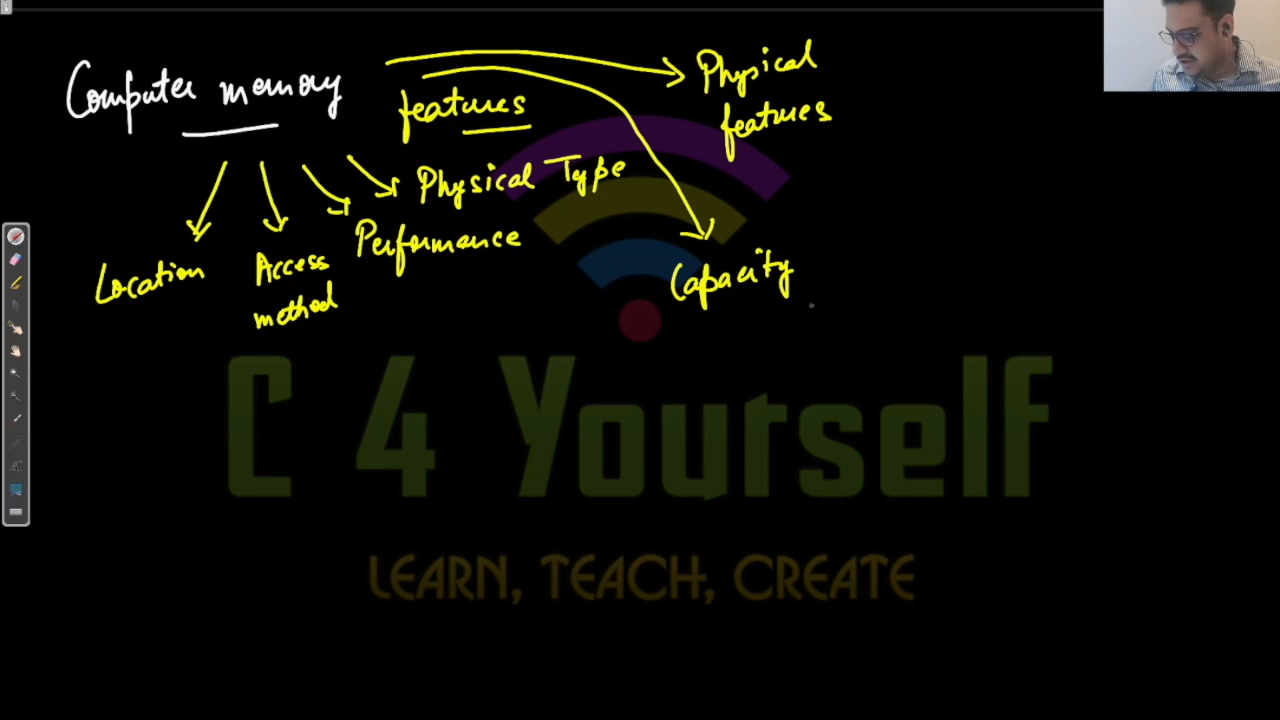 Computer memory
features
Physical
features
Physical Type
Performance
Location
Access
method
Capacity
C 4 Yourself
LEARN, TEACH, CREATE